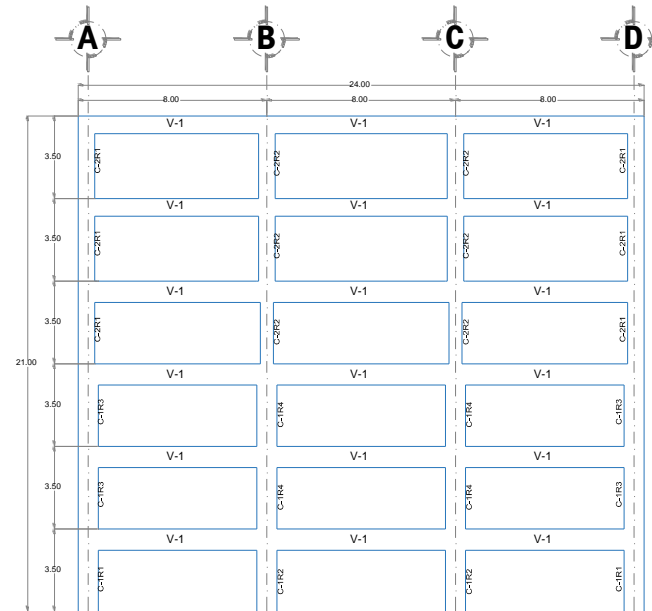 A B C D
24.00
8.00 8.00 8.00
V-1 V-1 V-1
3.50 C-2R1 C-2R2 C-2R2 C-2R1
V-1 V-1 V-1
3.50 C-2R1 C-2R2 C-2R2 C-2R1
V-1 V-1 V-1
3.50 C-2R1 C-2R2 C-2R2 C-2R1
21.00
V-1 V-1 V-1
3.50 C-1R3 C-1R4 C-1R4 C-1R3
V-1 V-1 V-1
3.50 C-1R3 C-1R4 C-1R4 C-1R3
V-1 V-1 V-1
3.50 C-1R1 C-1R2 C-1R2 C-1R1